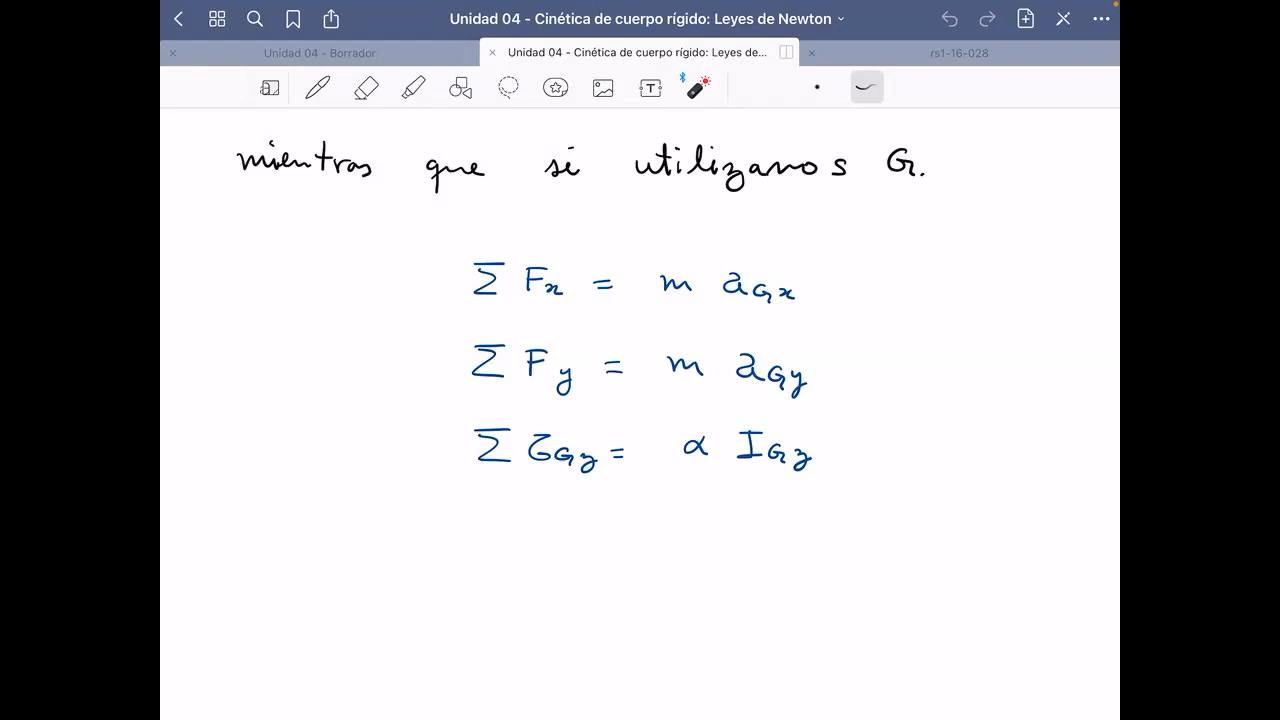 Unidad 04 - Cinética de cuerpo rígido: Leyes de Newton
Unidad 04 - Borrador
Unidad 04 - Cinética de cuerpo rígido: Leyes de...
rs1-16-028
T
mientras que si utilizamos G.
Σ Fx = m aGx
Σ Fy = m aGy
Σ τGz = α IGz